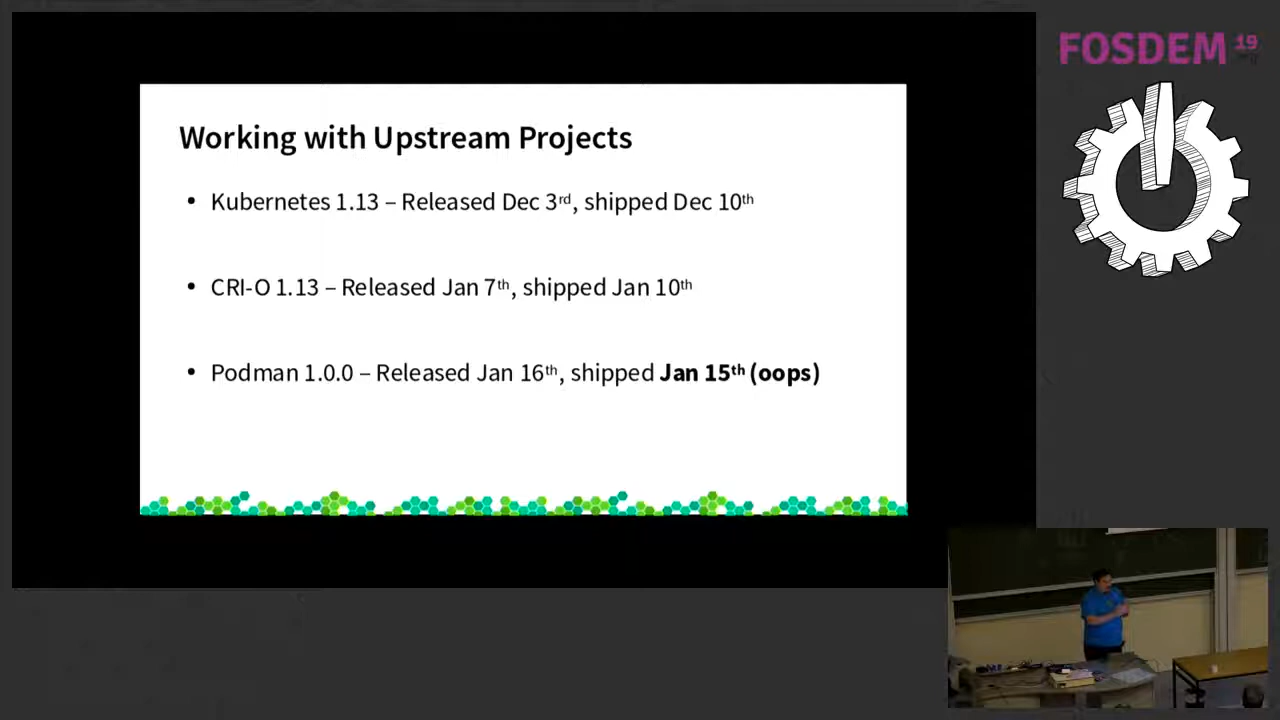 FOSDEM 19
Working with Upstream Projects
• Kubernetes 1.13 – Released Dec 3rd, shipped Dec 10th
• CRI-O 1.13 – Released Jan 7th, shipped Jan 10th
• Podman 1.0.0 – Released Jan 16th, shipped Jan 15th (oops)